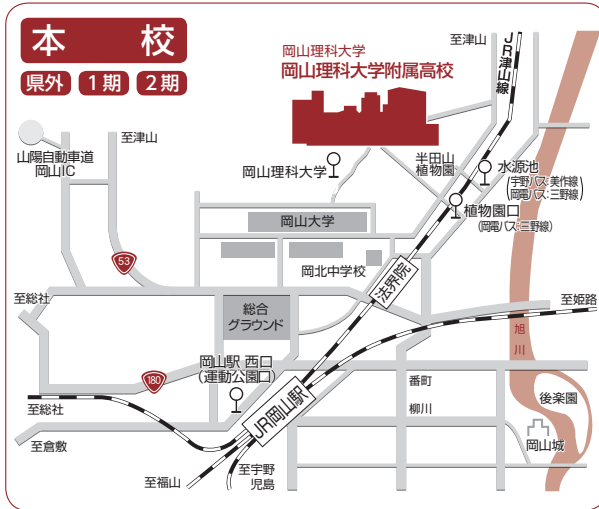 本校
県外 1期 2期
岡山理科大学
岡山理科大学附属高校
至津山
JR津山線
山陽自動車道
岡山IC
至津山
岡山理科大学
半田山
植物園
水源池
(宇野バス:美作線)
(岡電バス:三野線)
植物園口
(岡電バス:三野線)
岡山大学
53
岡北中学校
法界院
至総社
総合
グラウンド
至姫路
旭川
岡山駅 西口
(運動公園口)
180
番町
後楽園
至総社
JR岡山駅
柳川
岡山城
至倉敷
至福山
至宇野
児島